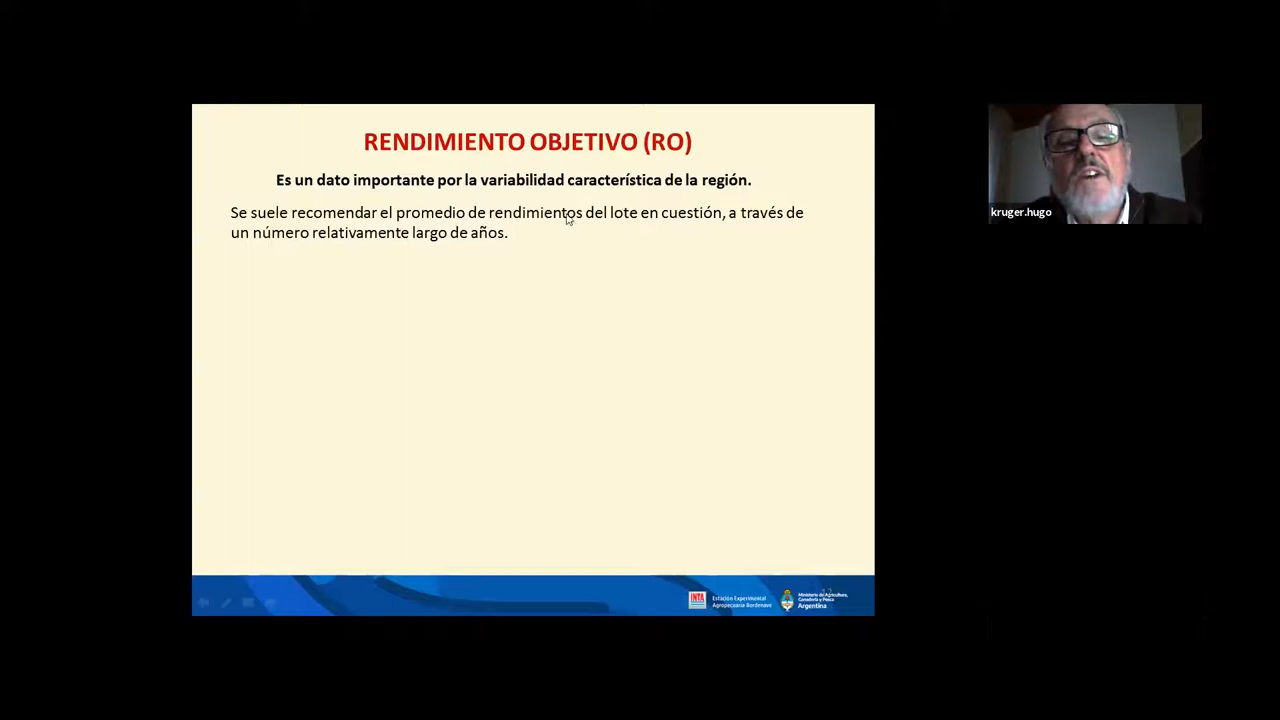 RENDIMIENTO OBJETIVO (RO)
Es un dato importante por la variabilidad característica de la región.
Se suele recomendar el promedio de rendimientos del lote en cuestión, a través de
un número relativamente largo de años.
kruger.hugo
INTA
Estación Experimental
Agropecuaria Bordenave
Ministerio de Agricultura,
Ganadería y Pesca
Argentina